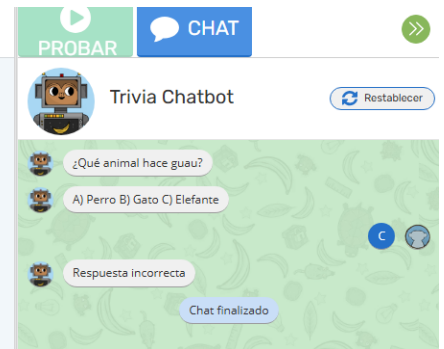 PROBAR
CHAT
Trivia Chatbot
Restablecer
¿Qué animal hace guau?
A) Perro B) Gato C) Elefante
C
Respuesta incorrecta
Chat finalizado